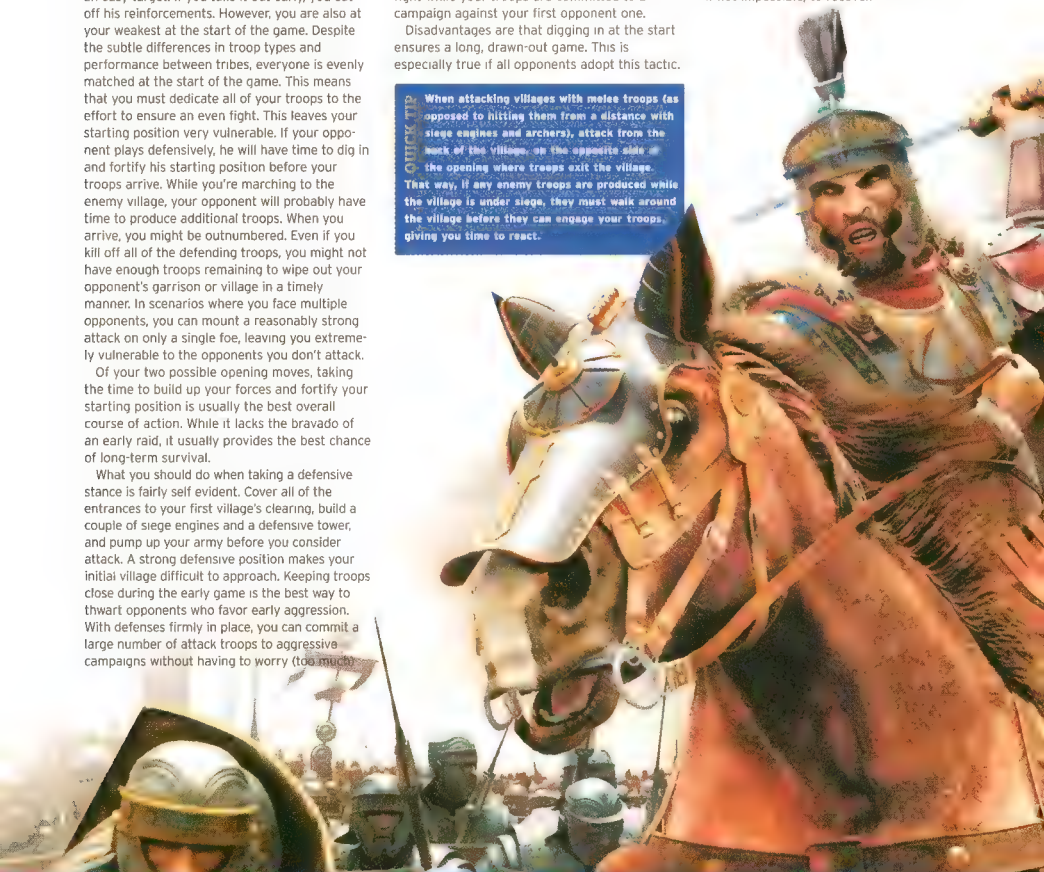 an easy target. If you take it out early, you cut
off his reinforcements. However, you are also at
your weakest at the start of the game. Despite
the subtle differences in troop types and
performance between tribes, everyone is evenly
matched at the start of the game. This means
that you must dedicate all of your troops to the
effort to ensure an even fight. This leaves your
starting position very vulnerable. If your oppo-
nent plays defensively, he will have time to dig in
and fortify his starting position before your
troops arrive. While you're marching to the
enemy village, your opponent will probably have
time to produce additional troops. When you
arrive, you might be outnumbered. Even if you
kill off all of the defending troops, you might not
have enough troops remaining to wipe out your
opponent's garrison or village in a timely
manner. In scenarios where you face multiple
opponents, you can mount a reasonably strong
attack on only a single foe, leaving you extreme-
ly vulnerable to the opponents you don't attack.
Of your two possible opening moves, taking
the time to build up your forces and fortify your
starting position is usually the best overall
course of action. While it lacks the bravado of
an early raid, it usually provides the best chance
of long-term survival.
What you should do when taking a defensive
stance is fairly self evident. Cover all of the
entrances to your first village's clearing, build a
couple of siege engines and a defensive tower,
and pump up your army before you consider
attack. A strong defensive position makes your
initial village difficult to approach. Keeping troops
close during the early game is the best way to
thwart opponents who favor early aggression.
With defenses firmly in place, you can commit a
large number of attack troops to aggressive
campaigns without having to worry (too much)
campaign against your first opponent one.
Disadvantages are that digging in at the start
ensures a long, drawn-out game. This is
especially true if all opponents adopt this tactic.
QUICK TIP
When attacking villages with melee troops (as
opposed to hitting them from a distance with
siege engines and archers), attack from the
back of the village, on the opposite side of
the opening where troops exit the village.
That way, if any enemy troops are produced while
the village is under siege, they must walk around
the village before they can engage your troops,
giving you time to react.